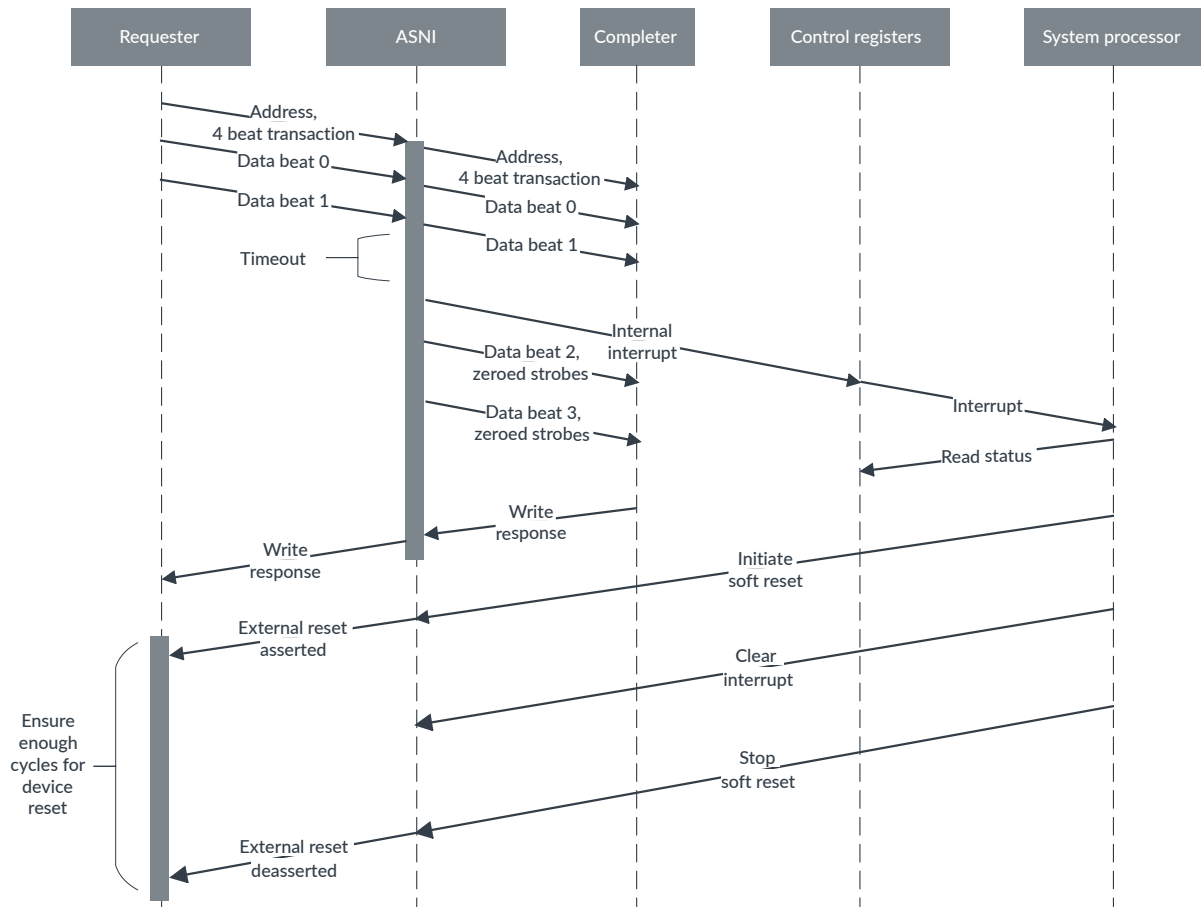 Requester
ASNI
Completer
Control registers
System processor
Address,
4 beat transaction
Data beat 0
Data beat 1
Address,
4 beat transaction
Data beat 0
Data beat 1
Timeout
Internal
interrupt
Data beat 2,
zeroed strobes
Interrupt
Data beat 3,
zeroed strobes
Read status
Write
response
Write
response
Initiate
soft reset
External reset
asserted
Clear
interrupt
Ensure
enough
cycles for
device
reset
Stop
soft reset
External reset
deasserted